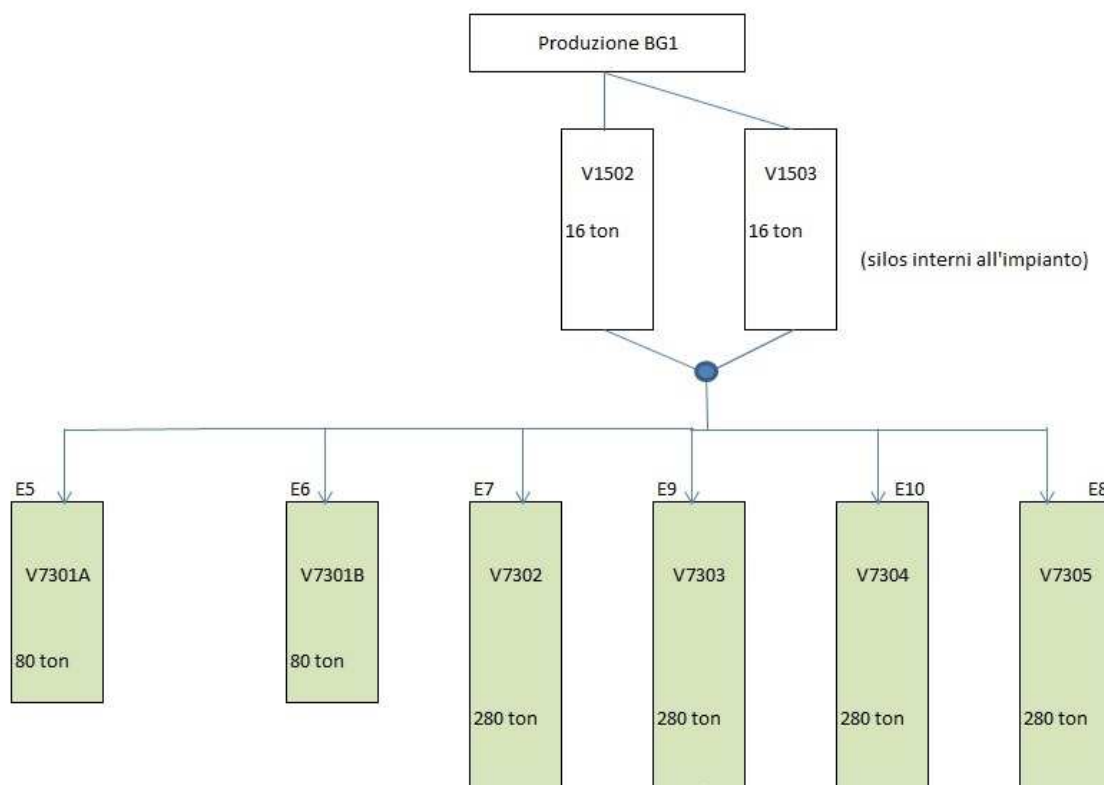 Produzione BG1
V1502
V1503
16 ton
16 ton
(silos interni all'impianto)
E5
E6
E7
E9
E10
E8
V7301A
V7301B
V7302
V7303
V7304
V7305
80 ton
80 ton
280 ton
280 ton
280 ton
280 ton